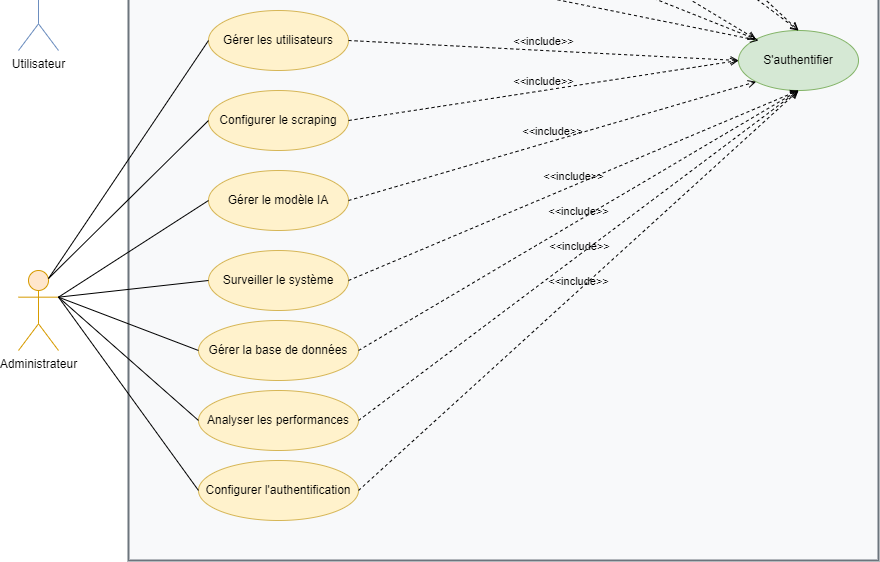 Utilisateur
Gérer les utilisateurs
<<include>>
S'authentifier
Configurer le scraping
<<include>>
Gérer le modèle IA
<<include>>
Surveiller le système
<<include>>
Gérer la base de données
<<include>>
Administrateur
Analyser les performances
<<include>>
Configurer l'authentification
<<include>>